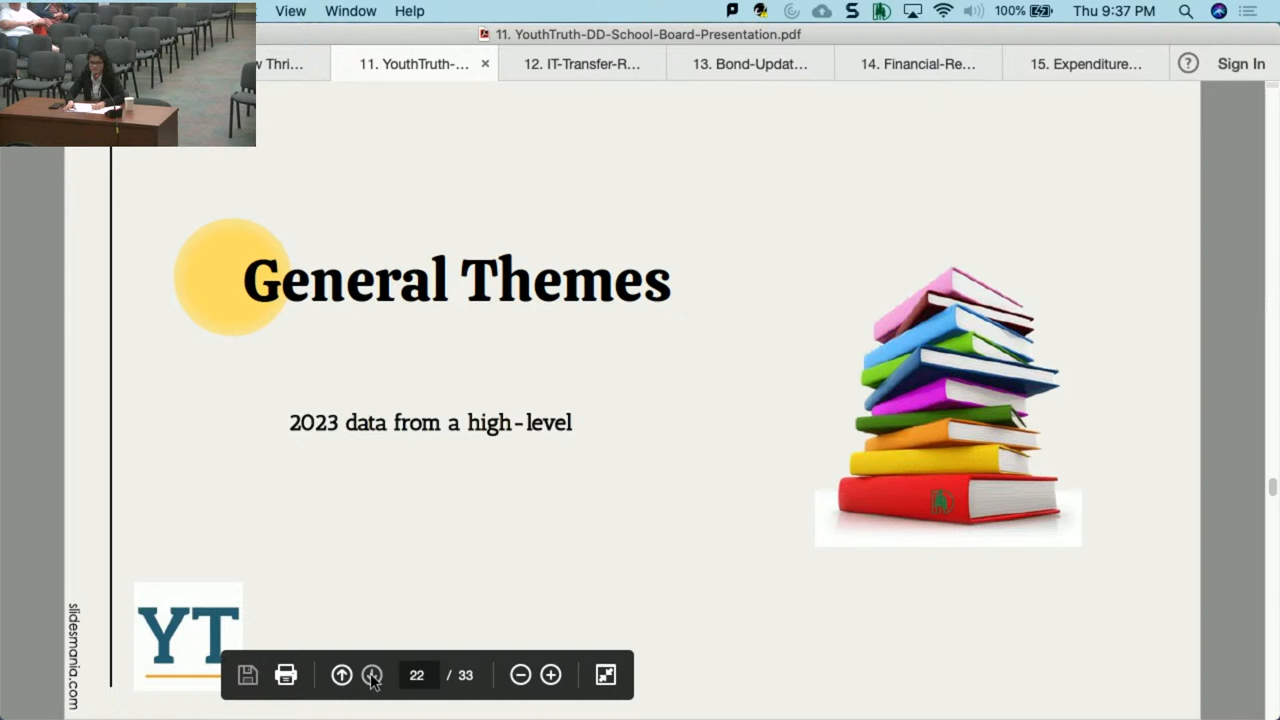 View Window Help
100% Thu 9:37 PM
11. YouthTruth-DD-School-Board-Presentation.pdf
w Thri... 11. YouthTruth-... 12. IT-Transfer-R... 13. Bond-Updat... 14. Financial-Re... 15. Expenditure... Sign In
General Themes
2023 data from a high-level
slidesmania.com
YT
22 / 33